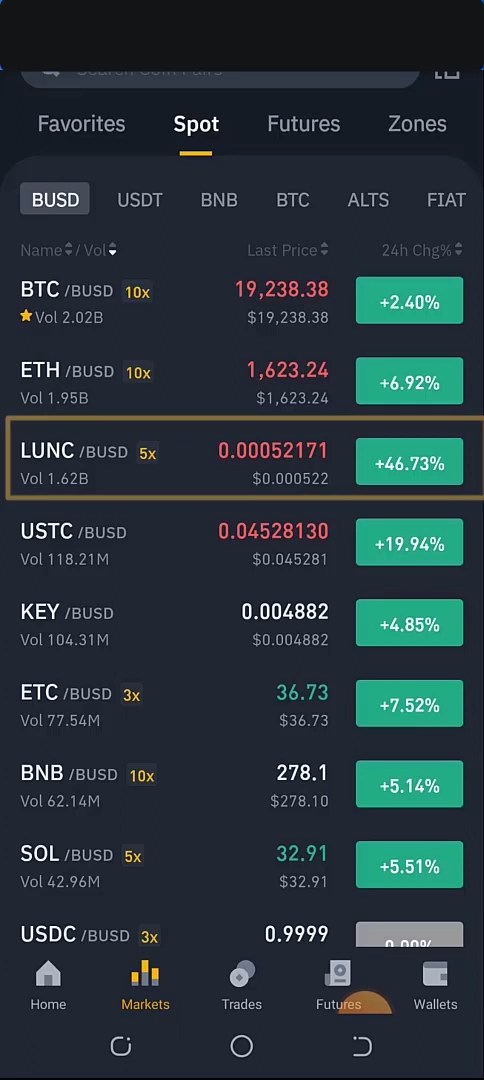 Search Coin Pairs
Favorites Spot Futures Zones
BUSD USDT BNB BTC ALTS FIAT
Name / Vol Last Price 24h Chg%
BTC /BUSD 10x 19,238.38 +2.40%
Vol 2.02B $19,238.38
ETH /BUSD 10x 1,623.24 +6.92%
Vol 1.95B $1,623.24
LUNC /BUSD 5x 0.00052171 +46.73%
Vol 1.62B $0.000522
USTC /BUSD 0.04528130 +19.94%
Vol 118.21M $0.045281
KEY /BUSD 0.004882 +4.85%
Vol 104.31M $0.004882
ETC /BUSD 3x 36.73 +7.52%
Vol 77.54M $36.73
BNB /BUSD 10x 278.1 +5.14%
Vol 62.14M $278.10
SOL /BUSD 5x 32.91 +5.51%
Vol 42.96M $32.91
USDC /BUSD 3x 0.9999
Home Markets Trades Futures Wallets